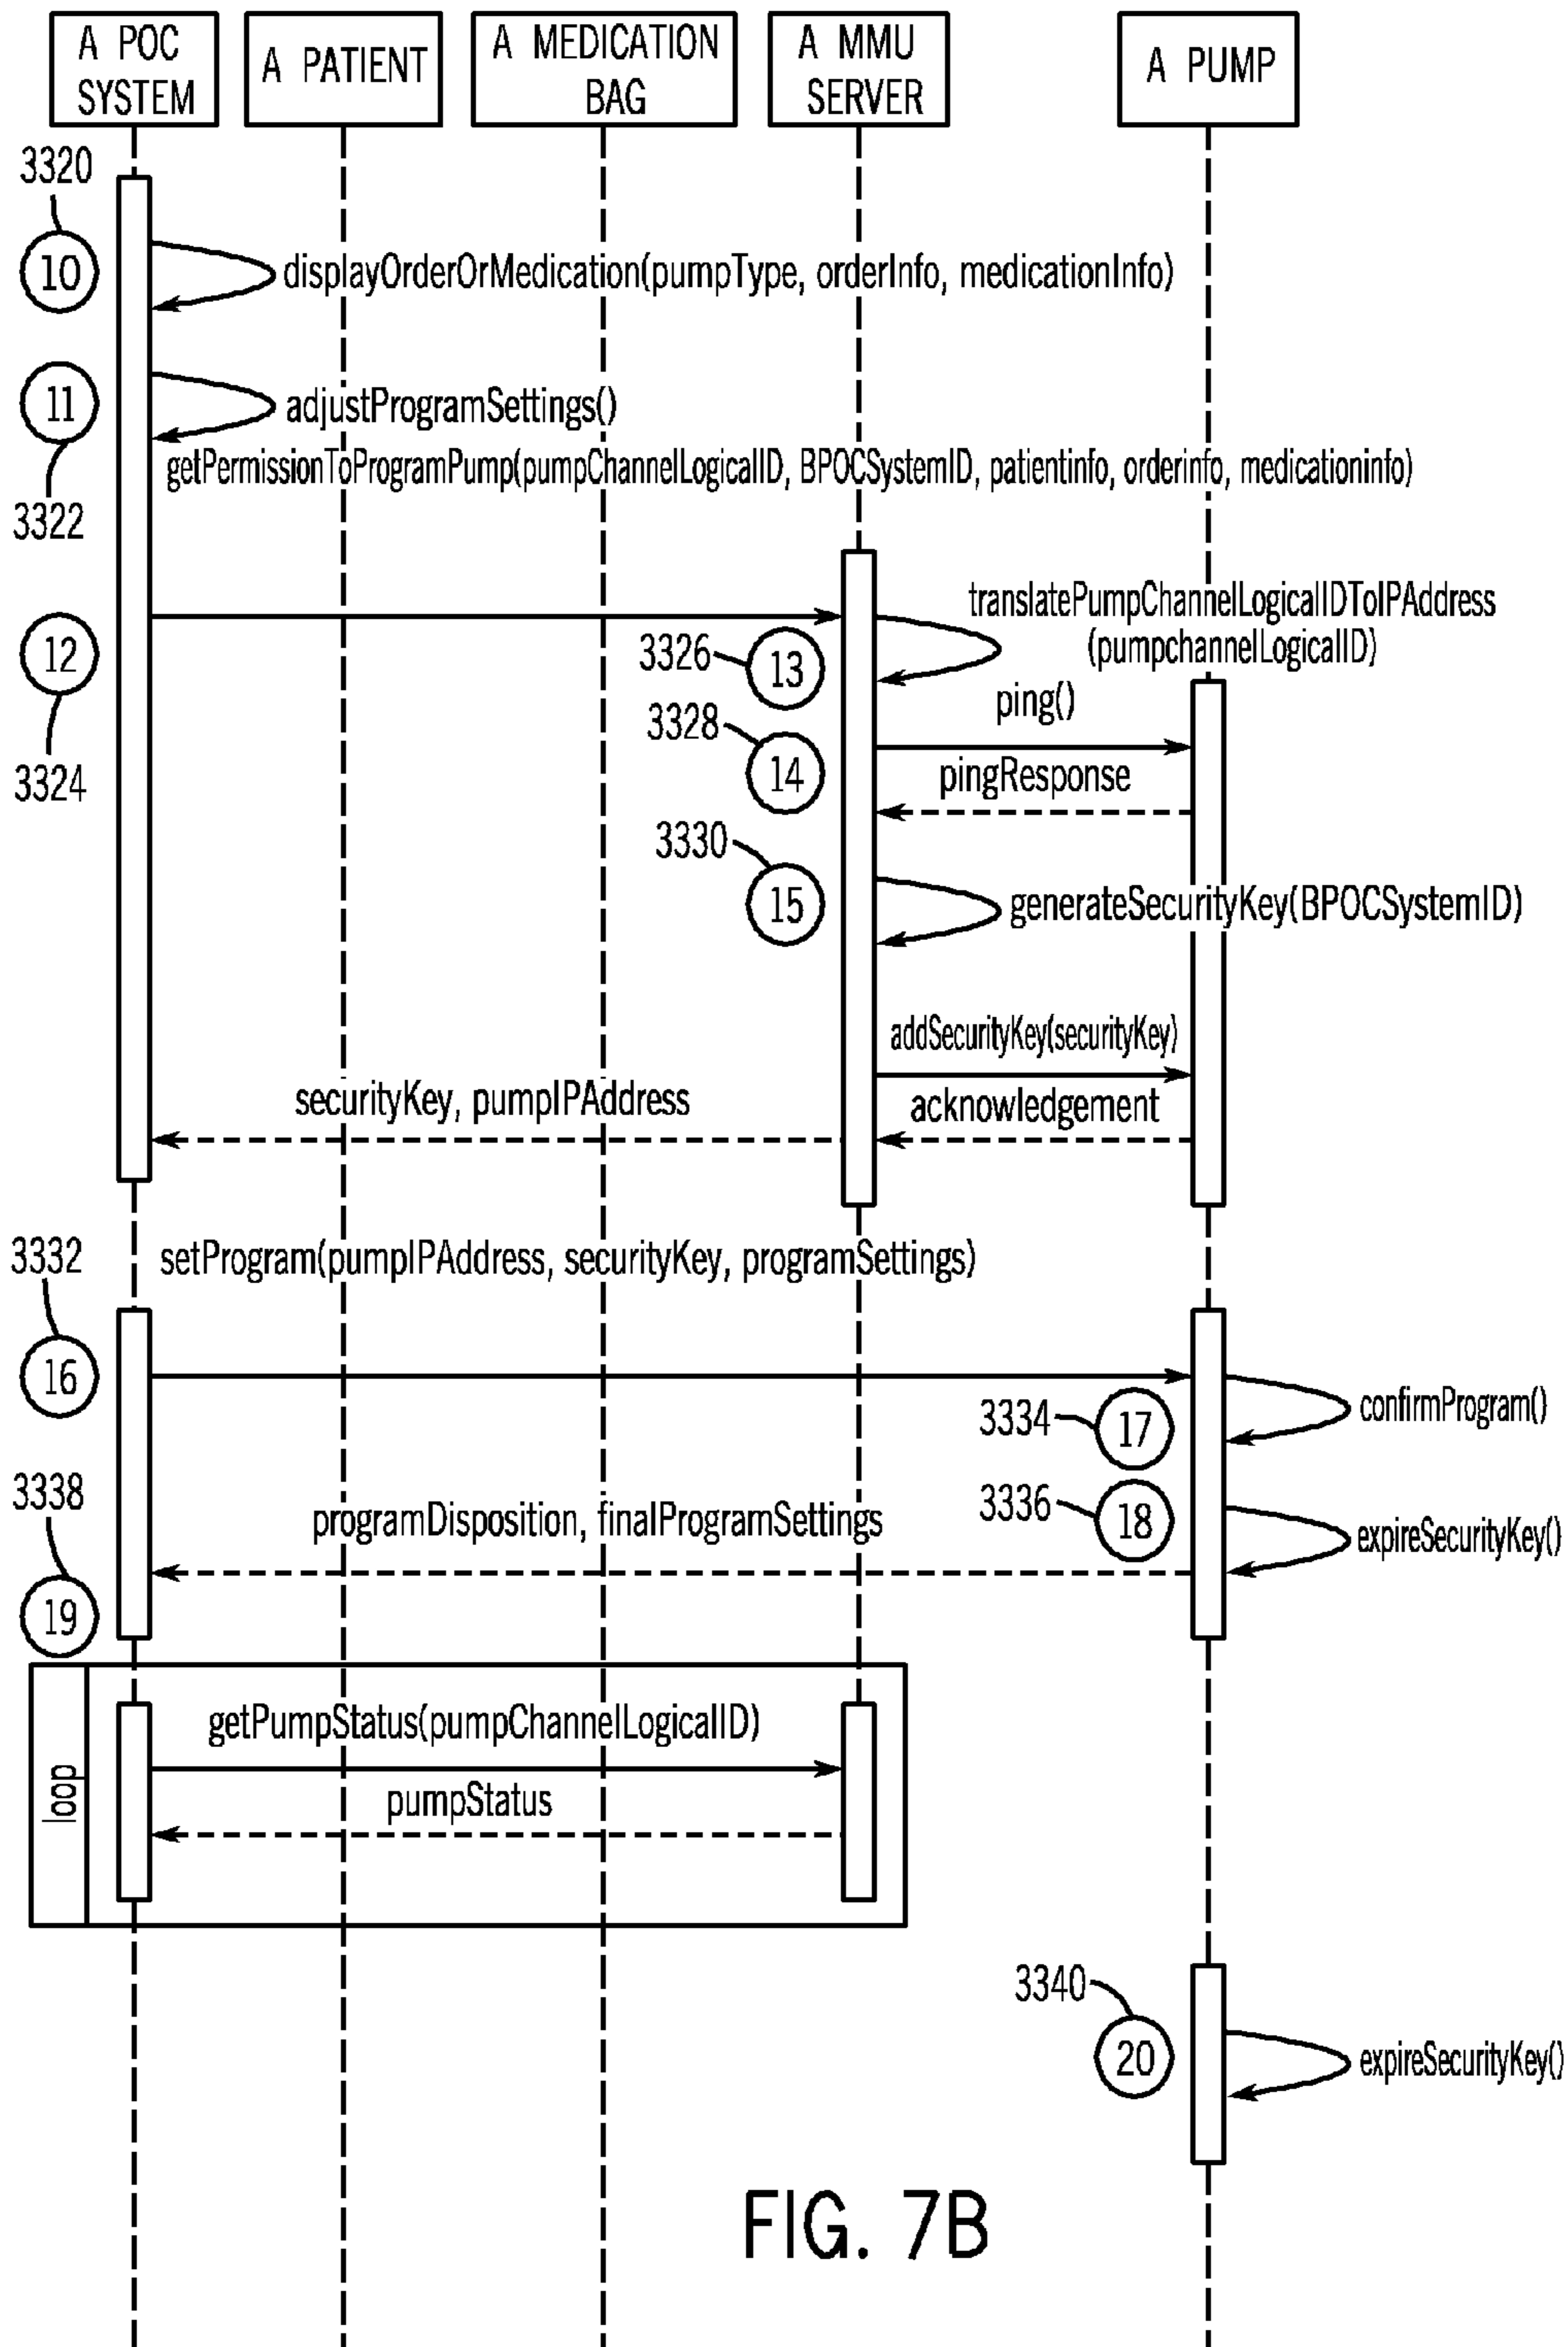 A POC
SYSTEM
A PATIENT
A MEDICATION
BAG
A MMU
SERVER
A PUMP
3320
10
displayOrderOrMedication(pumpType, orderInfo, medicationInfo)
11
adjustProgramSettings()
3322
getPermissionToProgramPump(pumpChannelLogicalID, BPOCSystemID, patientinfo, orderinfo, medicationinfo)
12
3324
3326
13
translatePumpChannelLogicalIDToIPAddress
(pumpchannelLogicalID)
3328
14
ping()
pingResponse
3330
15
generateSecurityKey(BPOCSystemID)
addSecurityKey(securityKey)
securityKey, pumpIPAddress
acknowledgement
3332
setProgram(pumpIPAddress, securityKey, programSettings)
16
3334
17
confirmProgram()
3338
programDisposition, finalProgramSettings
3336
18
expireSecurityKey()
19
loop
getPumpStatus(pumpChannelLogicalID)
pumpStatus
3340
20
expireSecurityKey()
FIG. 7B